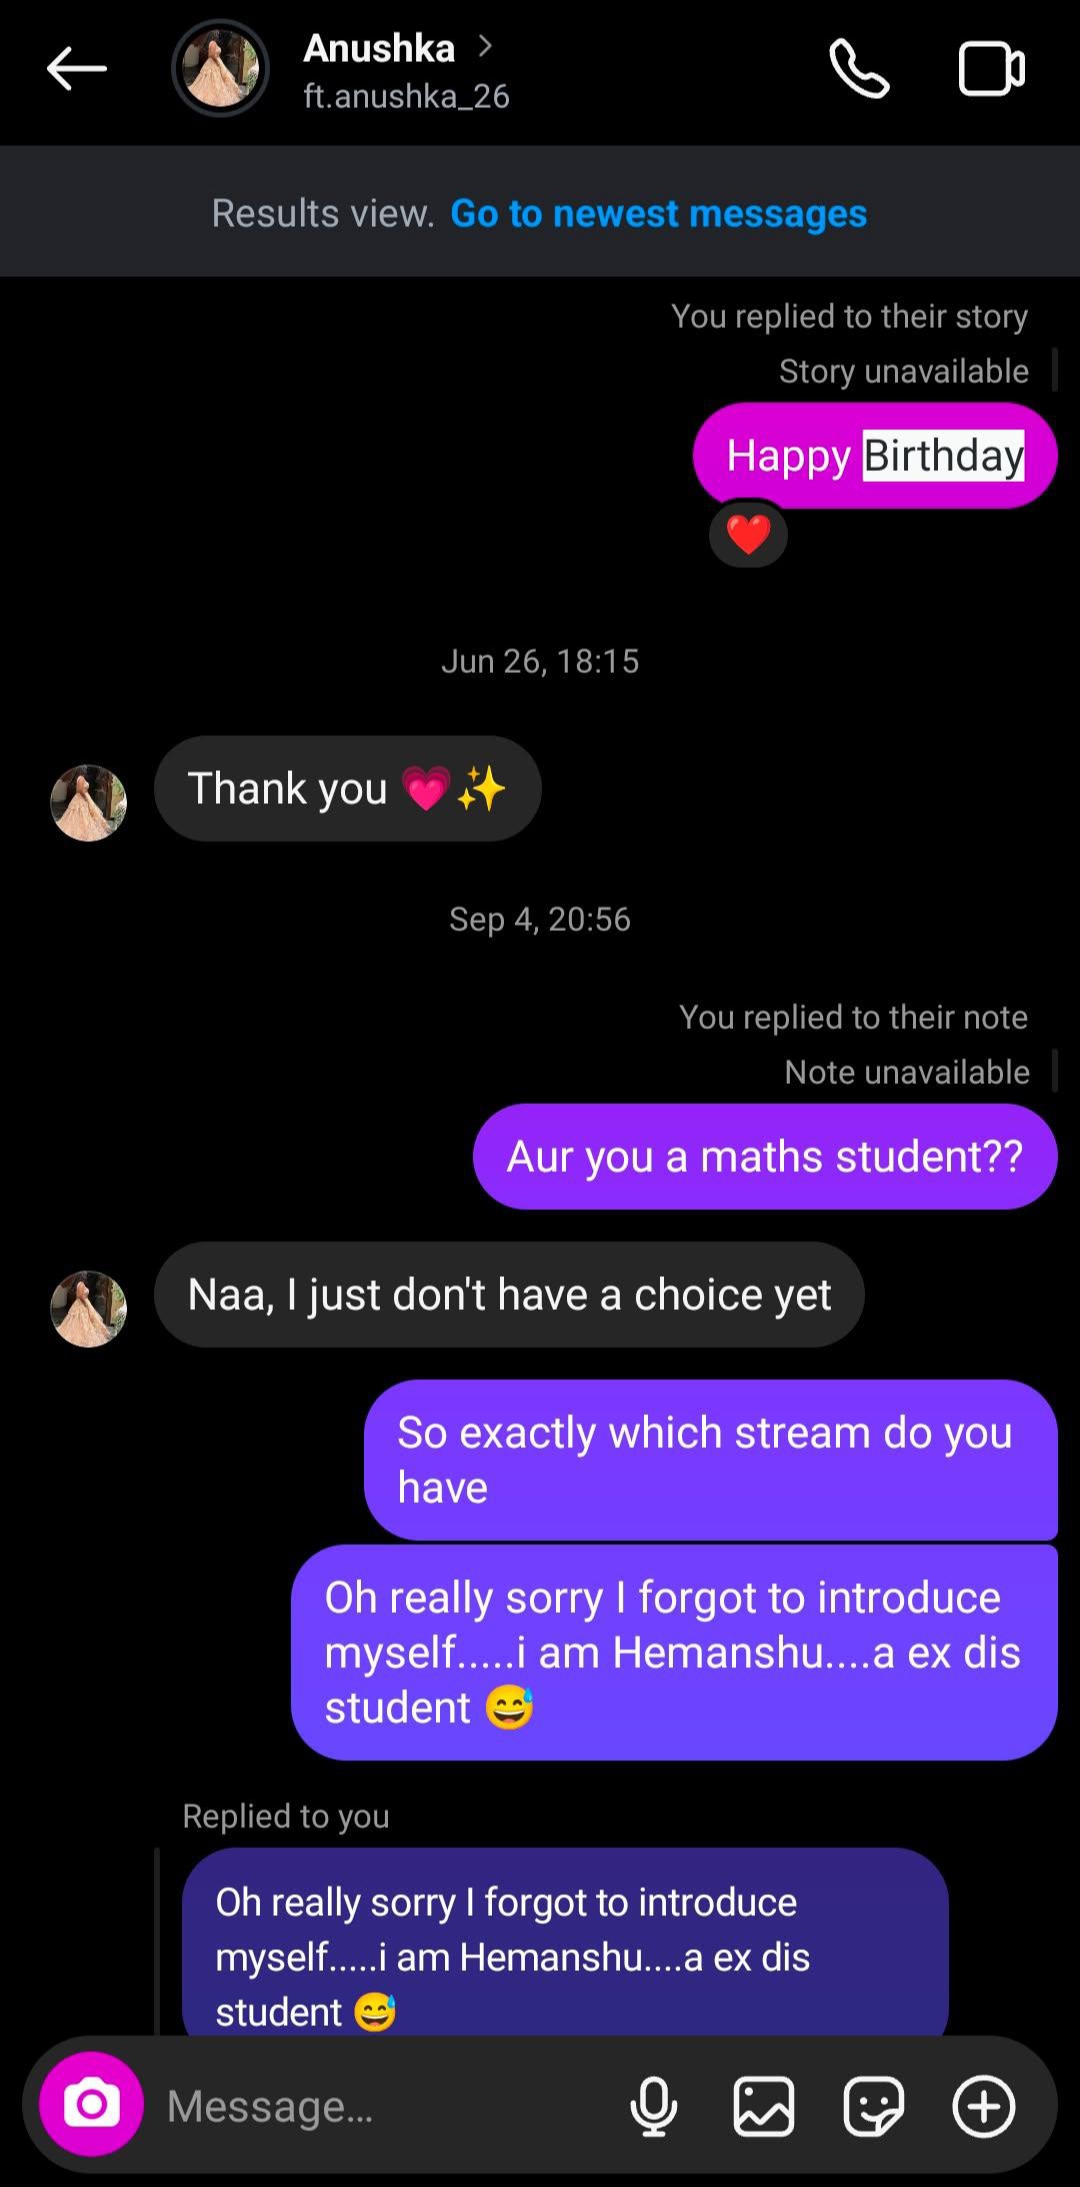 Anushka
ft.anushka_26
Results view. Go to newest messages
You replied to their story
Story unavailable
Happy Birthday
❤️
Jun 26, 18:15
Thank you 💗✨
Sep 4, 20:56
You replied to their note
Note unavailable
Aur you a maths student??
Naa, I just don't have a choice yet
So exactly which stream do you
have
Oh really sorry I forgot to introduce
myself.....i am Hemanshu....a ex dis
student 😅
Replied to you
Oh really sorry I forgot to introduce
myself.....i am Hemanshu....a ex dis
student 😅
Message...